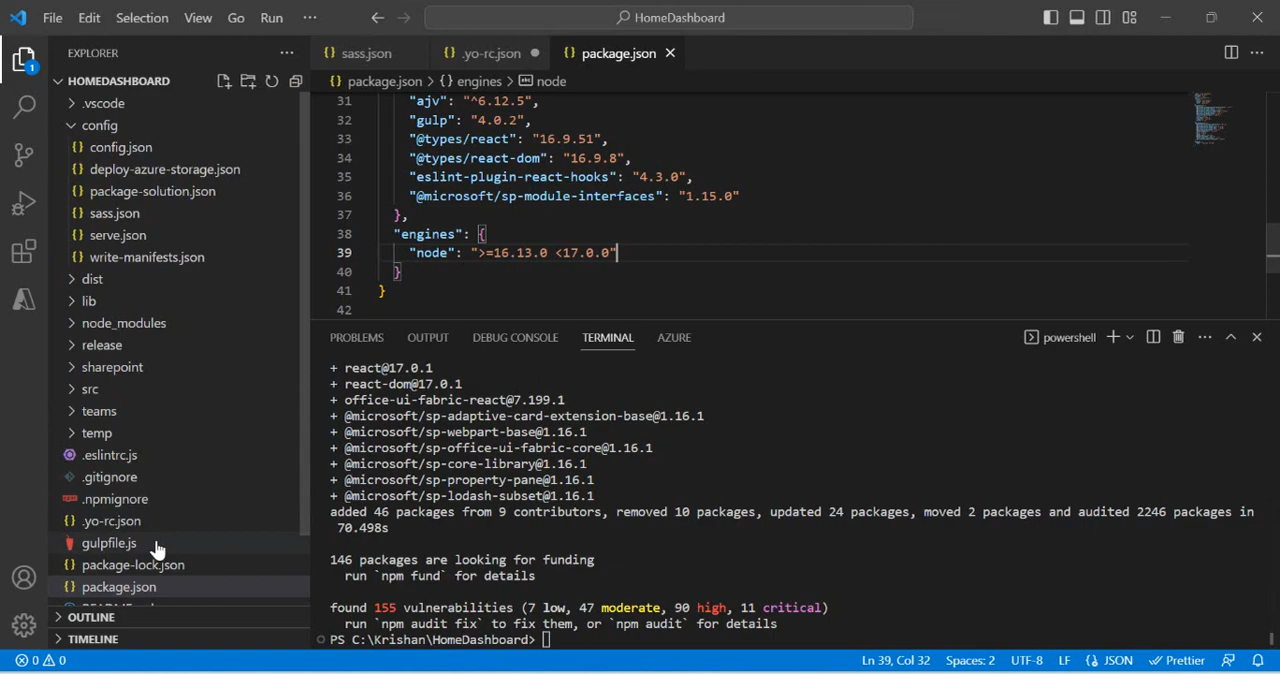 File Edit Selection View Go Run ··· HomeDashboard
EXPLORER ···
HOMEDASHBOARD
.vscode
config
config.json
deploy-azure-storage.json
package-solution.json
sass.json
serve.json
write-manifests.json
dist
lib
node_modules
release
sharepoint
src
teams
temp
.eslintrc.js
.gitignore
.npmignore
.yo-rc.json
gulpfile.js
package-lock.json
package.json
OUTLINE
TIMELINE
1
sass.json .yo-rc.json package.json
package.json > {} engines > node
31 "ajv": "^6.12.5",
32 "gulp": "4.0.2",
33 "@types/react": "16.9.51",
34 "@types/react-dom": "16.9.8",
35 "eslint-plugin-react-hooks": "4.3.0",
36 "@microsoft/sp-module-interfaces": "1.15.0"
37 },
38 "engines": {
39 "node": ">=16.13.0 <17.0.0"
40 }
41 }
42
PROBLEMS OUTPUT DEBUG CONSOLE TERMINAL AZURE powershell
+ react@17.0.1
+ react-dom@17.0.1
+ office-ui-fabric-react@7.199.1
+ @microsoft/sp-adaptive-card-extension-base@1.16.1
+ @microsoft/sp-webpart-base@1.16.1
+ @microsoft/sp-office-ui-fabric-core@1.16.1
+ @microsoft/sp-core-library@1.16.1
+ @microsoft/sp-property-pane@1.16.1
+ @microsoft/sp-lodash-subset@1.16.1
added 46 packages from 9 contributors, removed 10 packages, updated 24 packages, moved 2 packages and audited 2246 packages in
70.498s
146 packages are looking for funding
run `npm fund` for details
found 155 vulnerabilities (7 low, 47 moderate, 90 high, 11 critical)
run `npm audit fix` to fix them, or `npm audit` for details
PS C:\Krishan\HomeDashboard>
0 0 Ln 39, Col 32 Spaces: 2 UTF-8 LF {} JSON Prettier